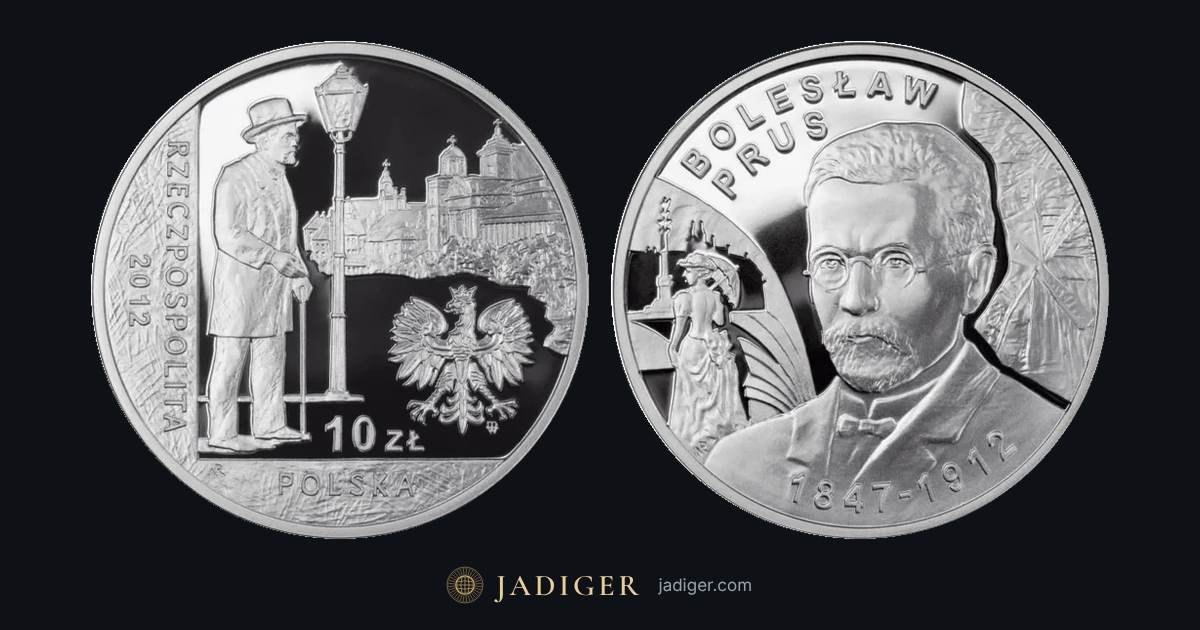 RZECZPOSPOLITA
2012
10 ZŁ
POLSKA
BOLESŁAW
PRUS
1847-1912
JADIGER jadiger.com